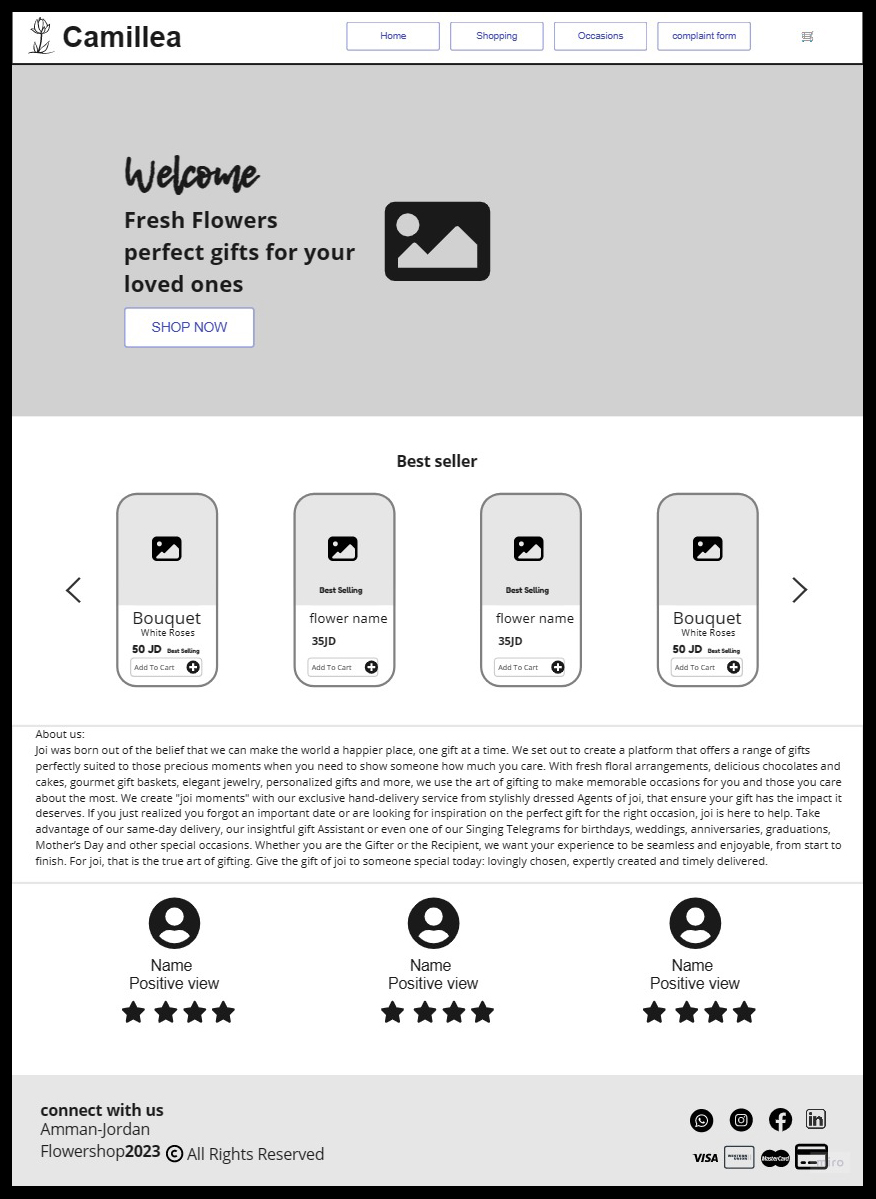 Camillea
Home
Shopping
Occasions
complaint form
Welcome
Fresh Flowers
perfect gifts for your
loved ones
SHOP NOW
Best seller
Bouquet
White Roses
50 JD Best Selling
Add To Cart
Best Selling
flower name
35JD
Add To Cart
Best Selling
flower name
35JD
Add To Cart
Bouquet
White Roses
50 JD Best Selling
Add To Cart
About us:
Joi was born out of the belief that we can make the world a happier place, one gift at a time. We set out to create a platform that offers a range of gifts
perfectly suited to those precious moments when you need to show someone how much you care. With fresh floral arrangements, delicious chocolates and
cakes, gourmet gift baskets, elegant jewelry, personalized gifts and more, we use the art of gifting to make memorable occasions for you and those you care
about the most. We create "joi moments" with our exclusive hand-delivery service from stylishly dressed Agents of joi, that ensure your gift has the impact it
deserves. If you just realized you forgot an important date or are looking for inspiration on the perfect gift for the right occasion, joi is here to help. Take
advantage of our same-day delivery, our insightful gift Assistant or even one of our Singing Telegrams for birthdays, weddings, anniversaries, graduations,
Mother's Day and other special occasions. Whether you are the Gifter or the Recipient, we want your experience to be seamless and enjoyable, from start to
finish. For joi, that is the true art of gifting. Give the gift of joi to someone special today: lovingly chosen, expertly created and timely delivered.
Name
Positive view
Name
Positive view
Name
Positive view
connect with us
Amman-Jordan
Flowershop2023 © All Rights Reserved
in
VISA
WESTERN UNION
MasterCard
miro